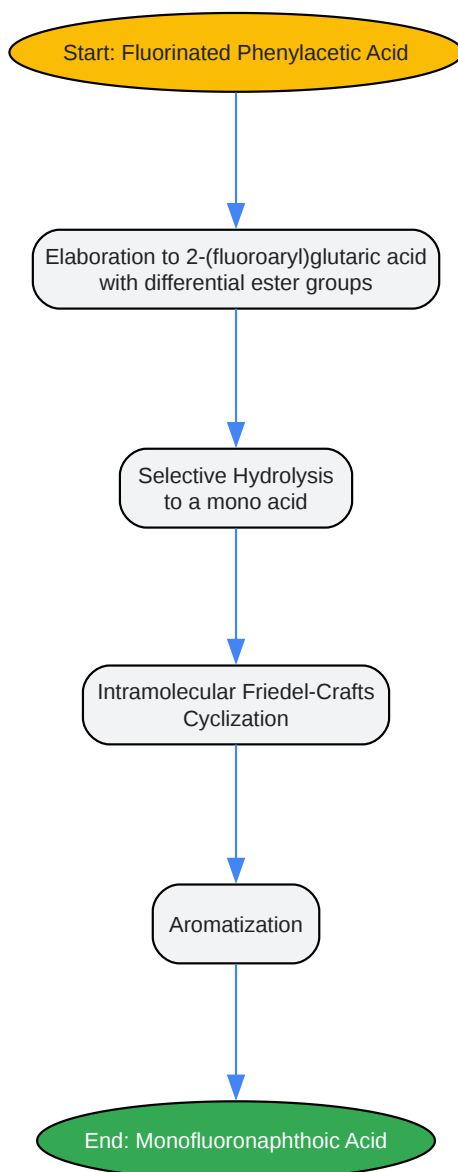 Start: Fluorinated Phenylacetic Acid
Elaboration to 2-(fluoroaryl)glutaric acid
with differential ester groups
Selective Hydrolysis
to a mono acid
Intramolecular Friedel-Crafts
Cyclization
Aromatization
End: Monofluoronaphthoic Acid